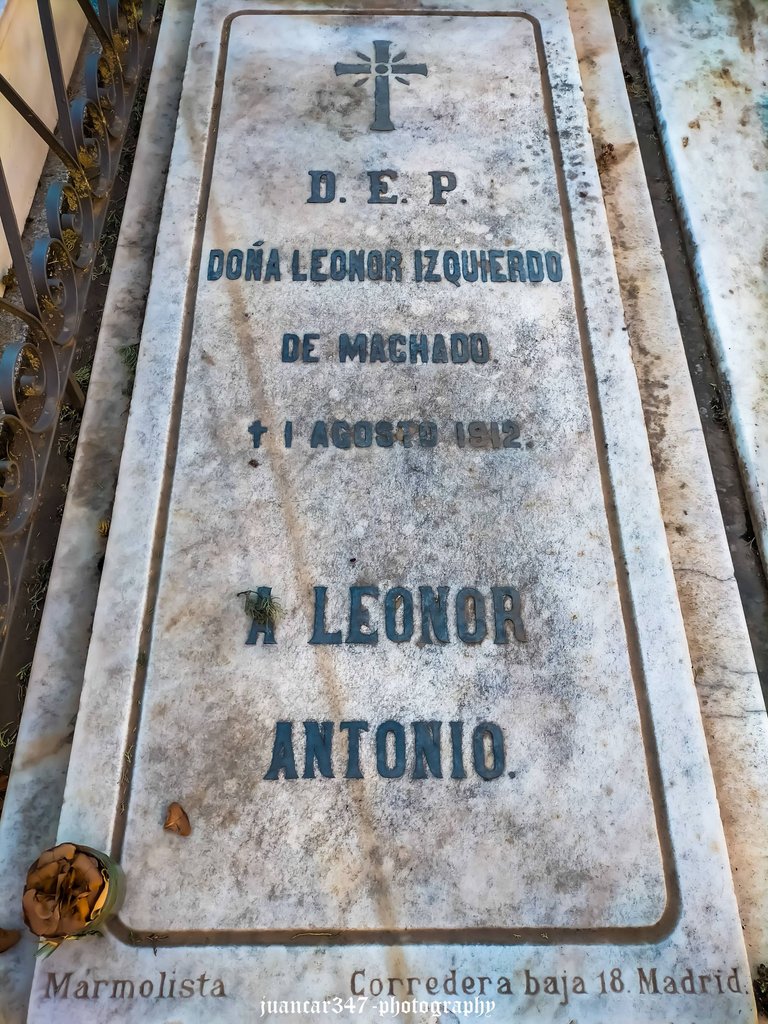 D. E. P.
DOÑA LEONOR IZQUIERDO
DE MACHADO
✝ 1 AGOSTO 1912.
A LEONOR
ANTONIO.
Marmolista Corredera baja 18. Madrid.
juancar347-photography